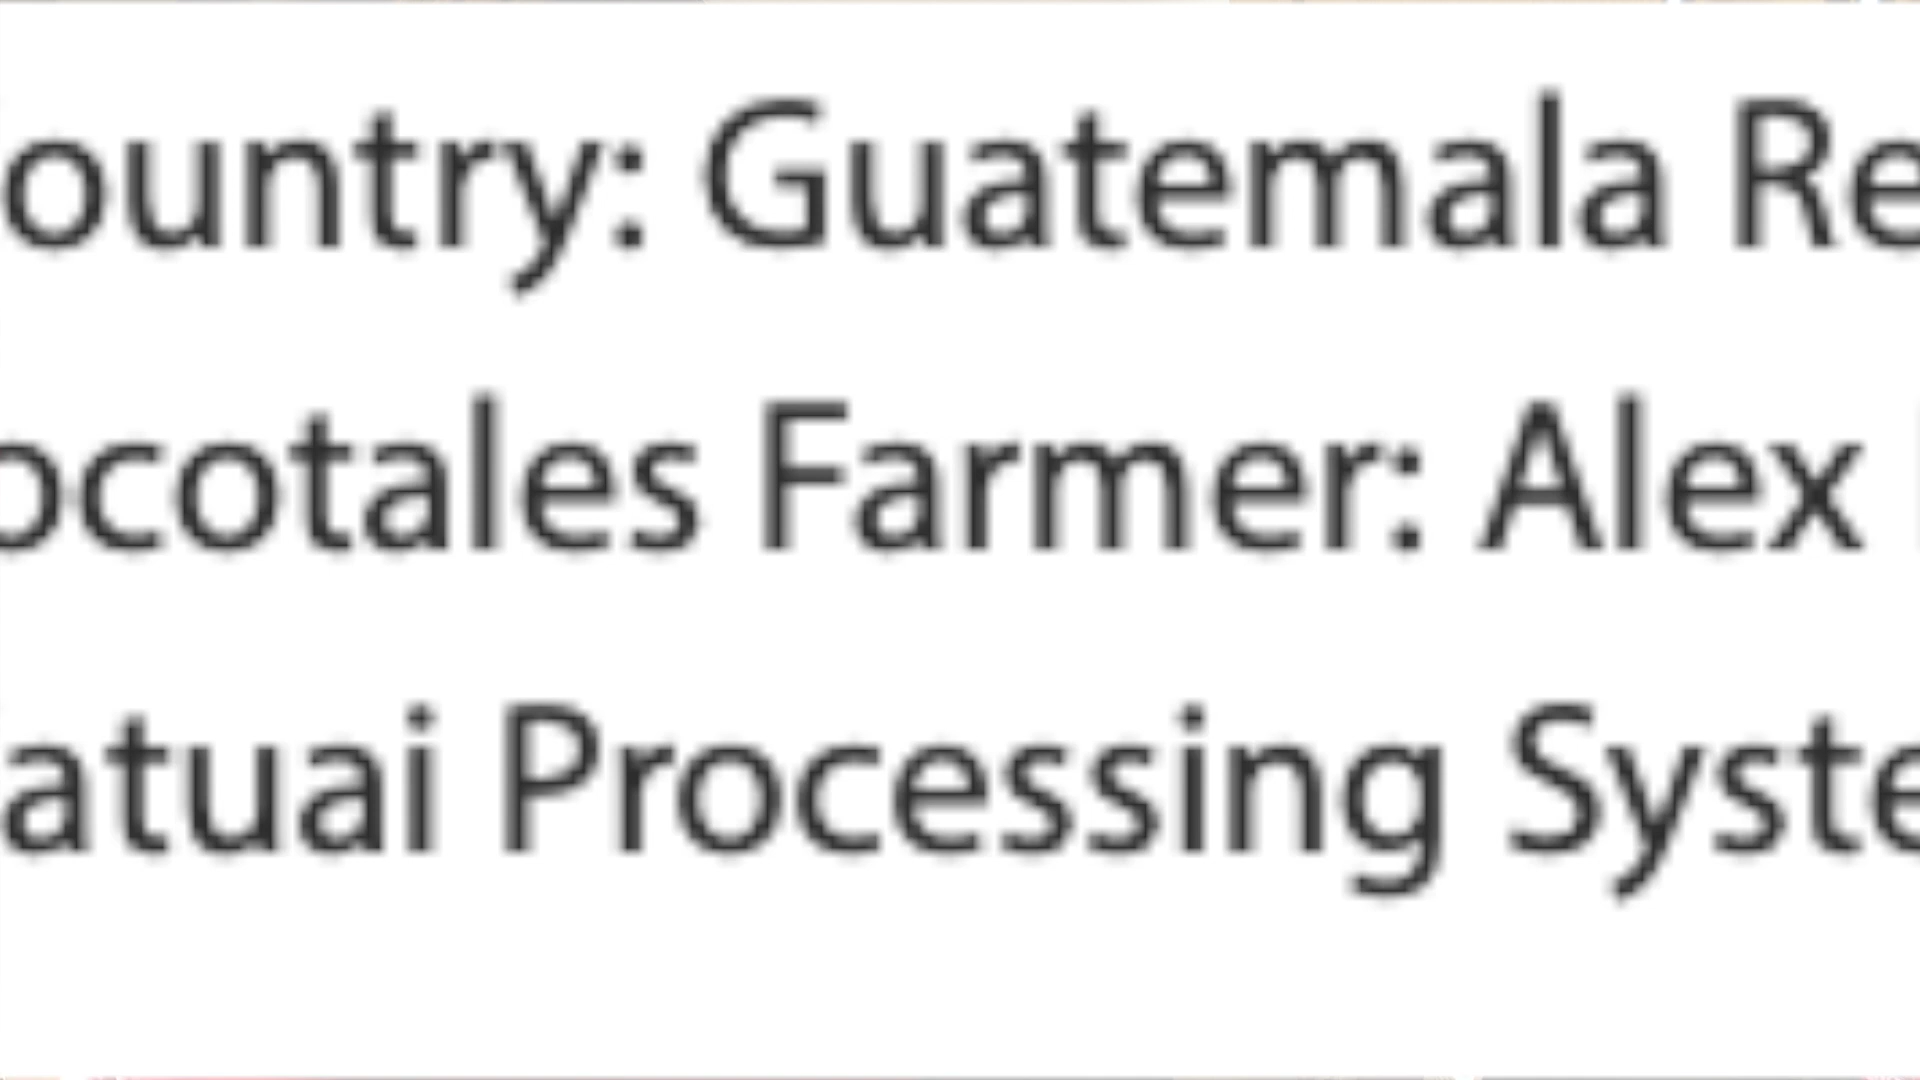 ountry: Guatemala Re
ocotales Farmer: Alex
atuai Processing Syste